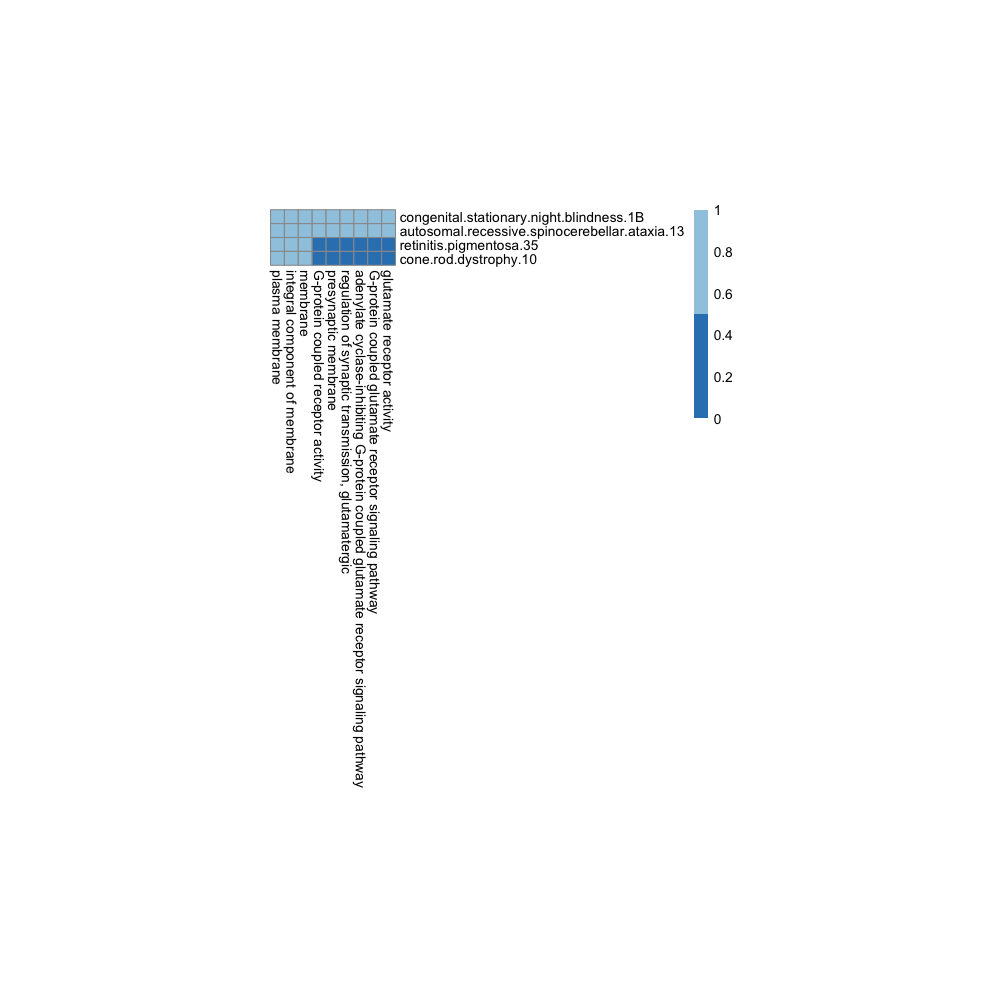 congenital.stationary.night.blindness.1B
autosomal.recessive.spinocerebellar.ataxia.13
retinitis.pigmentosa.35
cone.rod.dystrophy.10
1
0.8
0.6
0.4
0.2
0
plasma membrane
integral component of membrane
membrane
G-protein coupled receptor activity
presynaptic membrane
regulation of synaptic transmission, glutamatergic
adenylate cyclase-inhibiting G-protein coupled glutamate receptor signaling pathway
G-protein coupled glutamate receptor signaling pathway
glutamate receptor activity